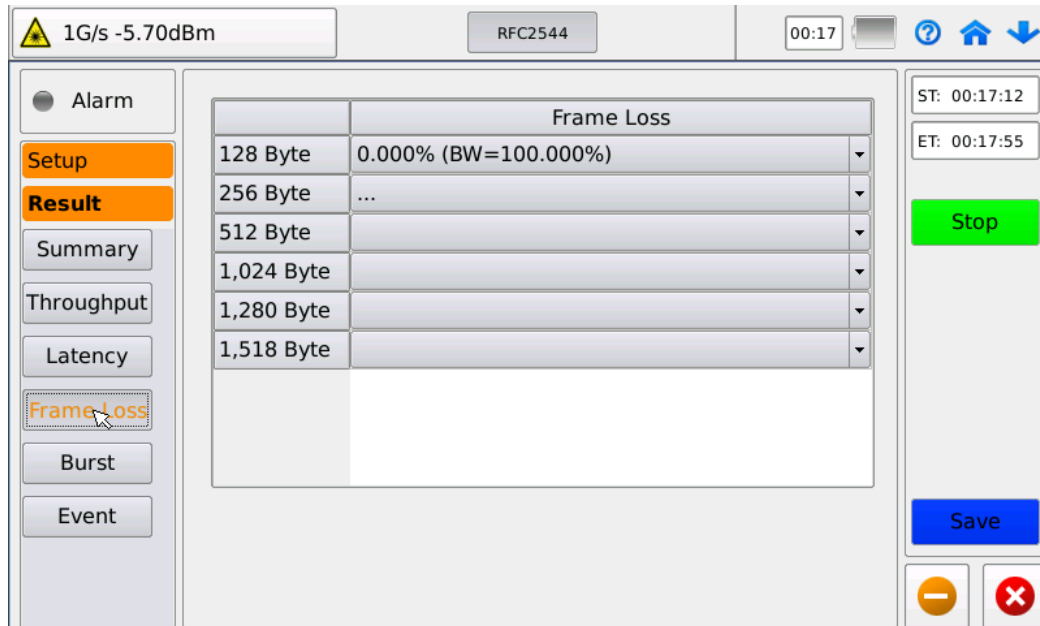 1G/s -5.70dBm
RFC2544
00:17
?
Alarm
Setup
Result
Summary
Throughput
Latency
Frame Loss
Burst
Event
Frame Loss
128 Byte 0.000% (BW=100.000%)
256 Byte ...
512 Byte
1,024 Byte
1,280 Byte
1,518 Byte
ST: 00:17:12
ET: 00:17:55
Stop
Save